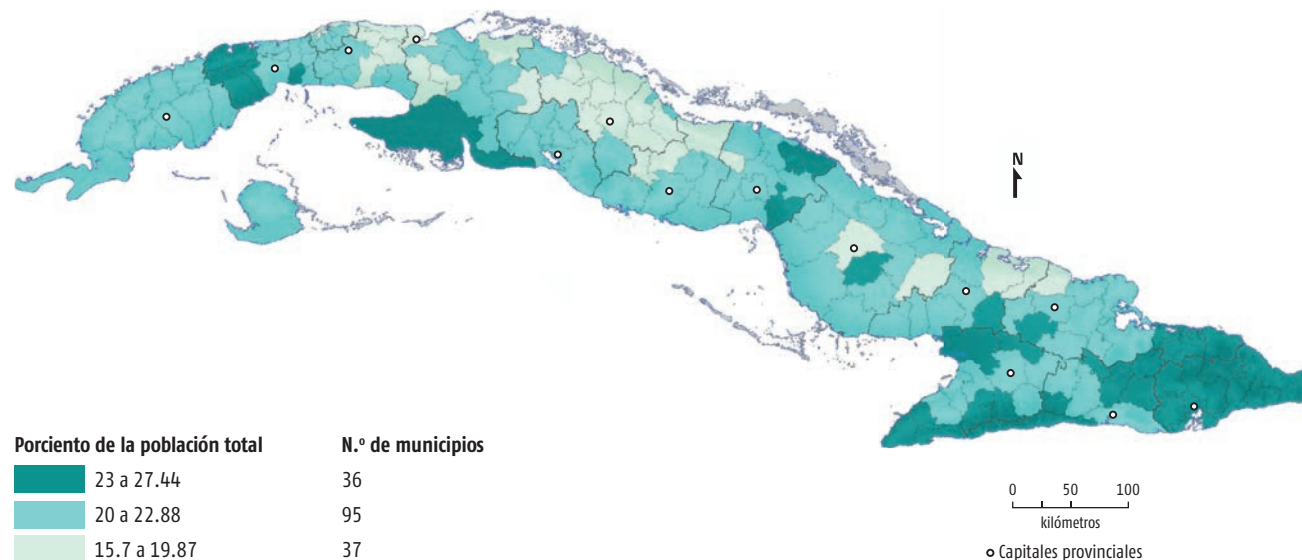 N
Porciento de la población total N.º de municipios
23 a 27.44 36
20 a 22.88 95
15.7 a 19.87 37
0 50 100
kilómetros
Capitales provinciales